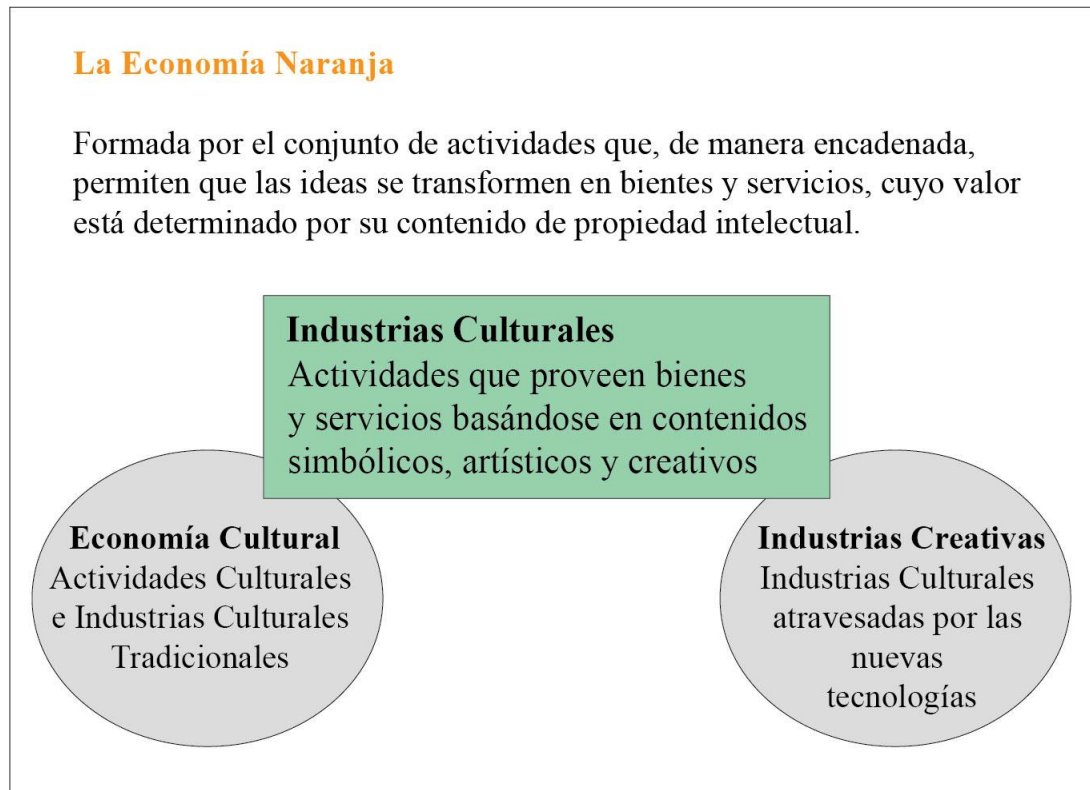 La Economía Naranja
Formada por el conjunto de actividades que, de manera encadenada,
permiten que las ideas se transformen en bientes y servicios, cuyo valor
está determinado por su contenido de propiedad intelectual.
Industrias Culturales
Actividades que proveen bienes
y servicios basándose en contenidos
simbólicos, artísticos y creativos
Economía Cultural
Actividades Culturales
e Industrias Culturales
Tradicionales
Industrias Creativas
Industrias Culturales
atravesadas por las
nuevas
tecnologías